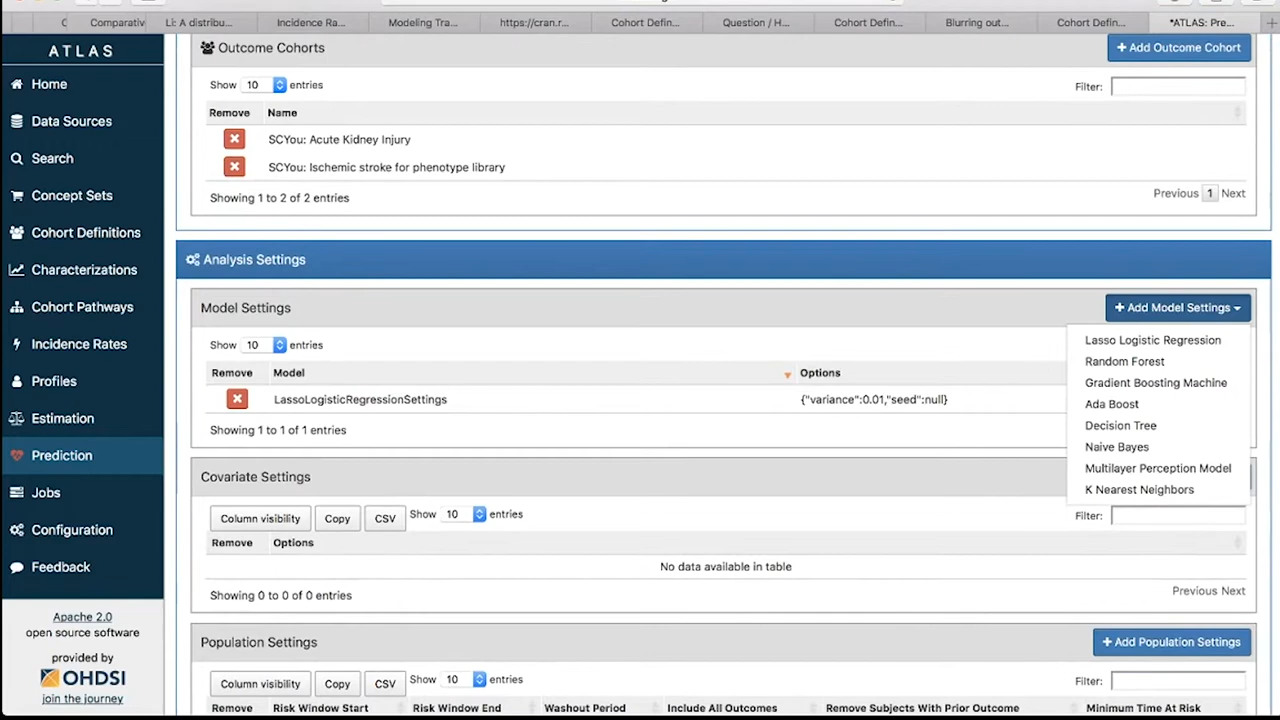 Comparativ
Li: A distribu...
Incidence Ra...
Modeling Tra...
https://cran.r...
Cohort Defin...
Question / H...
Cohort Defin...
Blurring out...
Cohort Defin...
*ATLAS: Pre...
ATLAS
Home
Data Sources
Search
Concept Sets
Cohort Definitions
Characterizations
Cohort Pathways
Incidence Rates
Profiles
Estimation
Prediction
Jobs
Configuration
Feedback
Apache 2.0
open source software
provided by
OHDSI
join the journey
Outcome Cohorts
+ Add Outcome Cohort
Show 10 entries
Filter:
Remove Name
SCYou: Acute Kidney Injury
SCYou: Ischemic stroke for phenotype library
Showing 1 to 2 of 2 entries
Previous 1 Next
Analysis Settings
Model Settings
+ Add Model Settings
Lasso Logistic Regression
Random Forest
Gradient Boosting Machine
Ada Boost
Decision Tree
Naive Bayes
Multilayer Perception Model
K Nearest Neighbors
Show 10 entries
Remove Model Options
LassoLogisticRegressionSettings {"variance":0.01,"seed":null}
Showing 1 to 1 of 1 entries
Covariate Settings
Column visibility Copy CSV Show 10 entries
Filter:
Remove Options
No data available in table
Showing 0 to 0 of 0 entries
Previous Next
Population Settings
+ Add Population Settings
Column visibility Copy CSV Show 10 entries
Filter:
Remove Risk Window Start Risk Window End Washout Period Include All Outcomes Remove Subjects With Prior Outcome Minimum Time At Risk